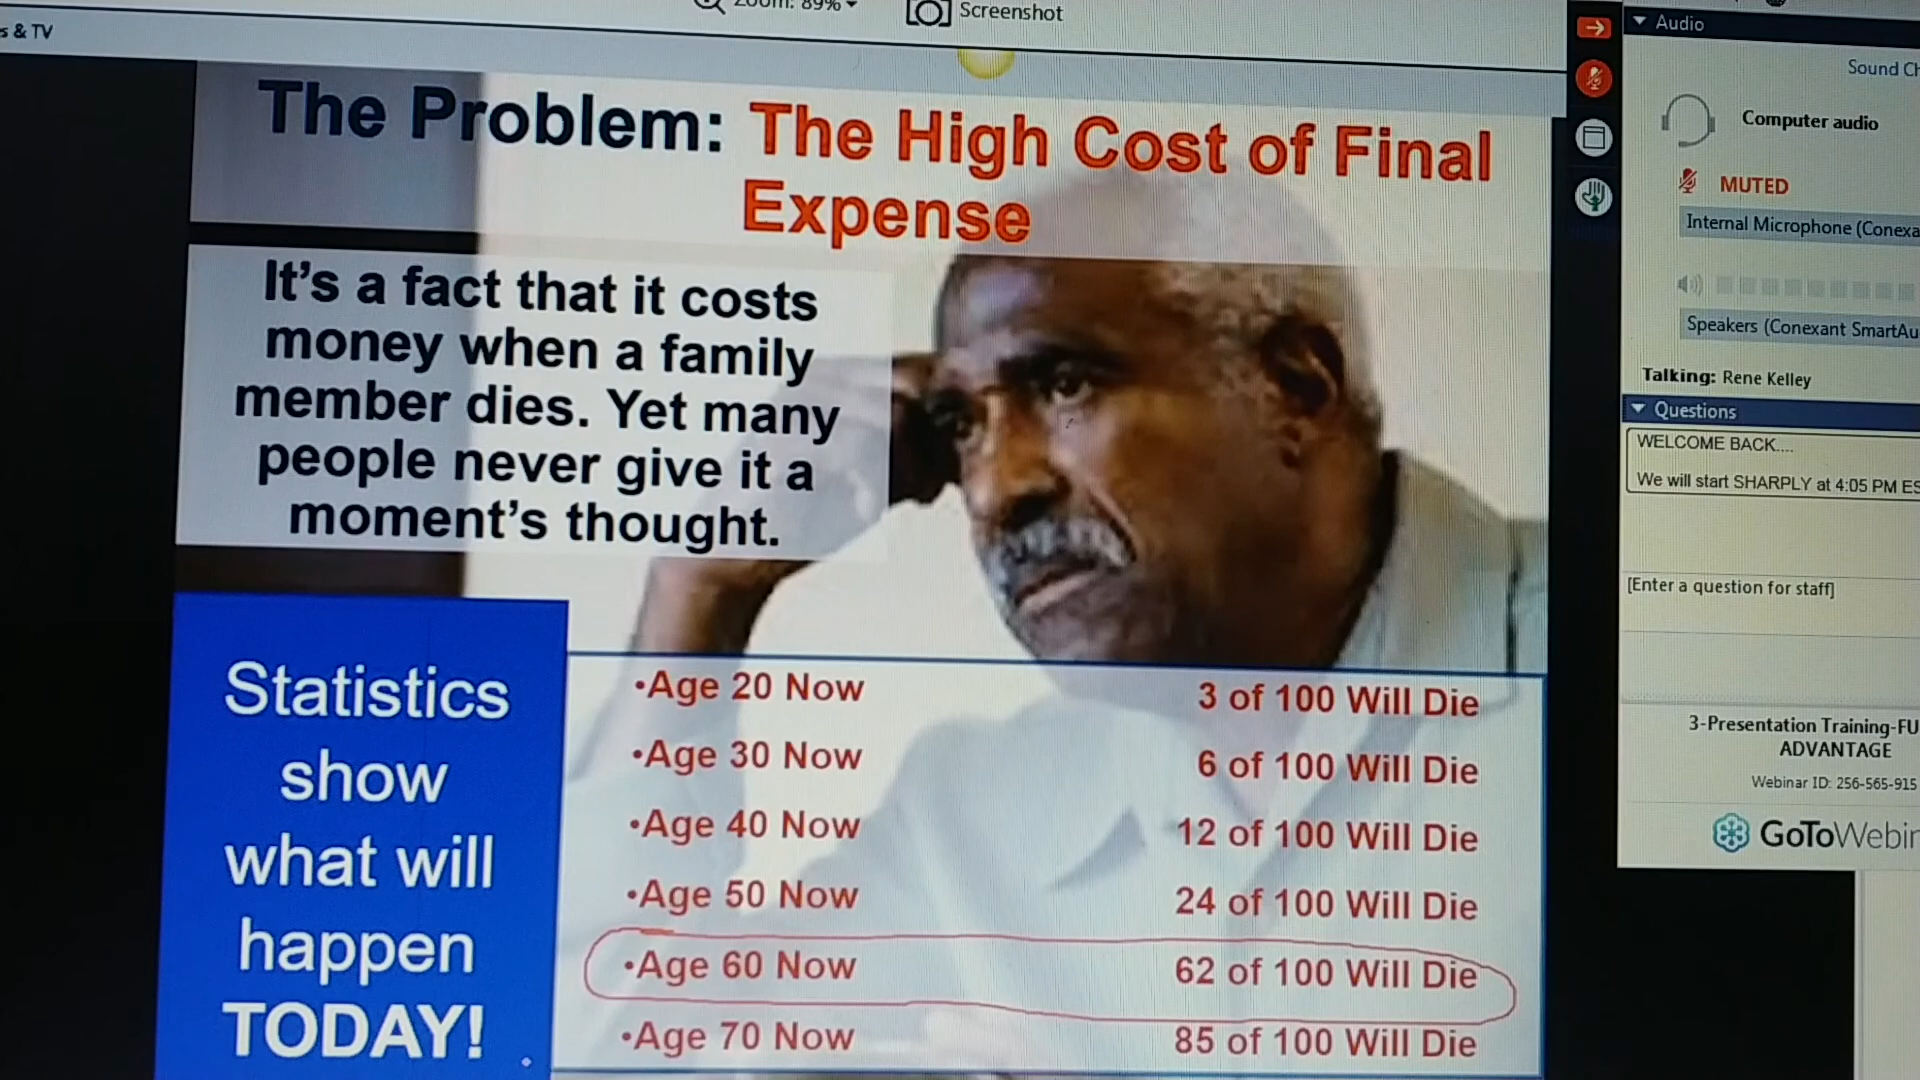 Zoom: 89%
Screenshot
s & TV
The Problem: The High Cost of Final
Expense
It's a fact that it costs
money when a family
member dies. Yet many
people never give it a
moment's thought.
Statistics
show
what will
happen
TODAY!
•Age 20 Now 3 of 100 Will Die
•Age 30 Now 6 of 100 Will Die
•Age 40 Now 12 of 100 Will Die
•Age 50 Now 24 of 100 Will Die
•Age 60 Now 62 of 100 Will Die
•Age 70 Now 85 of 100 Will Die
Audio
Sound Ch
Computer audio
MUTED
Internal Microphone (Conexa
Speakers (Conexant SmartAu
Talking: Rene Kelley
Questions
WELCOME BACK....
We will start SHARPLY at 4:05 PM ES
[Enter a question for staff]
3-Presentation Training-FU
ADVANTAGE
Webinar ID: 256-565-915
GoToWebin